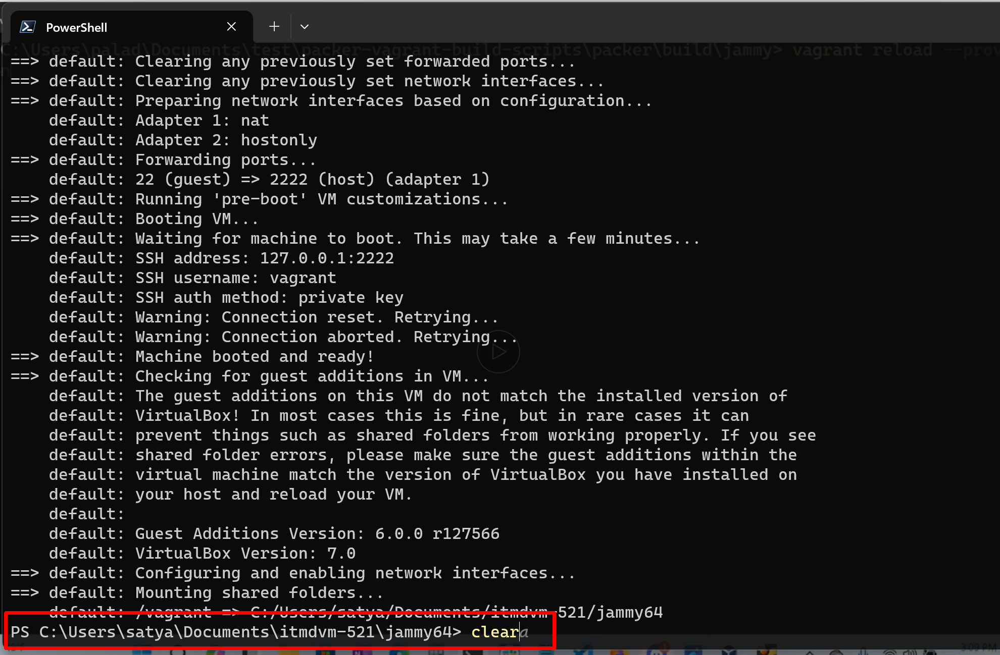 PowerShell
C:\Users\palad\Documents\test\packer-vagrant-build-scripts\packer\build\jammy> vagrant reload --prov
==> default: Clearing any previously set forwarded ports...
==> default: Clearing any previously set network interfaces...
==> default: Preparing network interfaces based on configuration...
default: Adapter 1: nat
default: Adapter 2: hostonly
==> default: Forwarding ports...
default: 22 (guest) => 2222 (host) (adapter 1)
==> default: Running 'pre-boot' VM customizations...
==> default: Booting VM...
==> default: Waiting for machine to boot. This may take a few minutes...
default: SSH address: 127.0.0.1:2222
default: SSH username: vagrant
default: SSH auth method: private key
default: Warning: Connection reset. Retrying...
default: Warning: Connection aborted. Retrying...
==> default: Machine booted and ready!
==> default: Checking for guest additions in VM...
default: The guest additions on this VM do not match the installed version of
default: VirtualBox! In most cases this is fine, but in rare cases it can
default: prevent things such as shared folders from working properly. If you see
default: shared folder errors, please make sure the guest additions within the
default: virtual machine match the version of VirtualBox you have installed on
default: your host and reload your VM.
default:
default: Guest Additions Version: 6.0.0 r127566
default: VirtualBox Version: 7.0
==> default: Configuring and enabling network interfaces...
==> default: Mounting shared folders...
default: /vagrant => C:/Users/satya/Documents/itmdvm-521/jammy64
PS C:\Users\satya\Documents\itmdvm-521\jammy64> cleara
3:09 PM